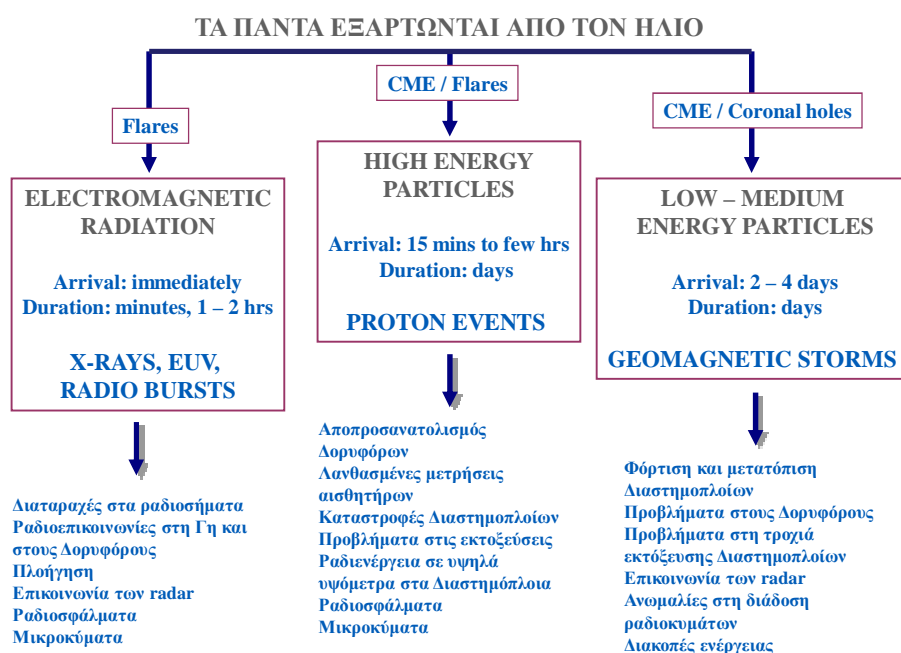 ΤΑ ΠΑΝΤΑ ΕΞΑΡΤΩΝΤΑΙ ΑΠΟ ΤΟΝ ΗΛΙΟ
Flares
ELECTROMAGNETIC
RADIATION
Arrival: immediately
Duration: minutes, 1 – 2 hrs
X-RAYS, EUV,
RADIO BURSTS
Διαταραχές στα ραδιοσήματα
Ραδιοεπικοινωνίες στη Γη και
στους Δορυφόρους
Πλοήγηση
Επικοινωνία των radar
Ραδιοσφάλματα
Μικροκύματα
CME / Flares
HIGH ENERGY
PARTICLES
Arrival: 15 mins to few hrs
Duration: days
PROTON EVENTS
Αποπροσανατολισμός
Δορυφόρων
Λανθασμένες μετρήσεις
αισθητήρων
Καταστροφές Διαστημοπλοίων
Προβλήματα στις εκτοξεύσεις
Ραδιενέργεια σε υψηλά
υψόμετρα στα Διαστημόπλοια
Ραδιοσφάλματα
Μικροκύματα
CME / Coronal holes
LOW – MEDIUM
ENERGY PARTICLES
Arrival: 2 – 4 days
Duration: days
GEOMAGNETIC STORMS
Φόρτιση και μετατόπιση
Διαστημοπλοίων
Προβλήματα στους Δορυφόρους
Προβλήματα στη τροχιά
εκτόξευσης Διαστημοπλοίων
Επικοινωνία των radar
Ανωμαλίες στη διάδοση
ραδιοκυμάτων
Διακοπές ενέργειας